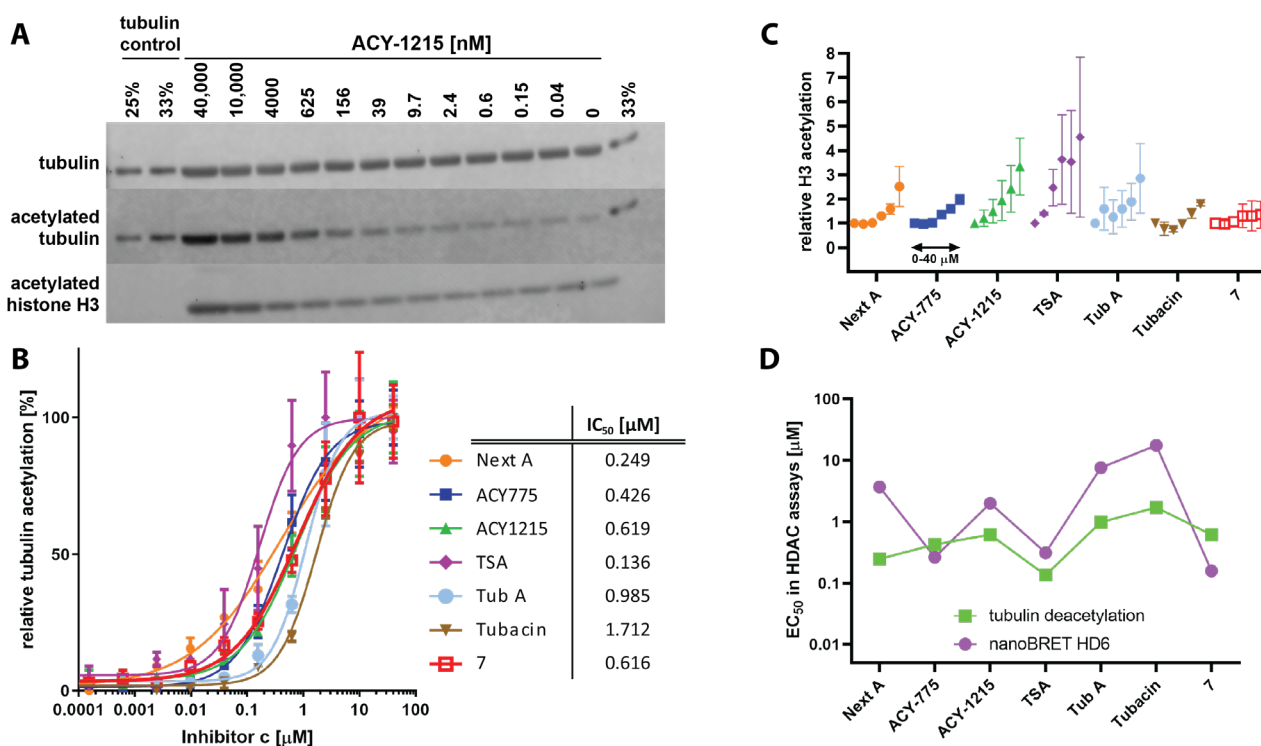 A
tubulin
control
ACY-1215 [nM]
25%
33%
40,000
10,000
4000
625
156
39
9.7
2.4
0.6
0.15
0.04
0
33%
tubulin
acetylated
tubulin
acetylated
histone H3
B
relative tubulin acetylation [%]
100
50
0
0.0001
0.001
0.01
0.1
1
10
100
Inhibitor c [µM]
IC50 [µM]
Next A 0.249
ACY775 0.426
ACY1215 0.619
TSA 0.136
Tub A 0.985
Tubacin 1.712
7 0.616
C
relative H3 acetylation
8
7
6
5
4
3
2
1
0
0-40 µM
Next A
ACY-775
ACY-1215
TSA
Tub A
Tubacin
7
D
EC50 in HDAC assays [µM]
100
10
1
0.1
0.01
tubulin deacetylation
nanoBRET HD6
Next A
ACY-775
ACY-1215
TSA
Tub A
Tubacin
7